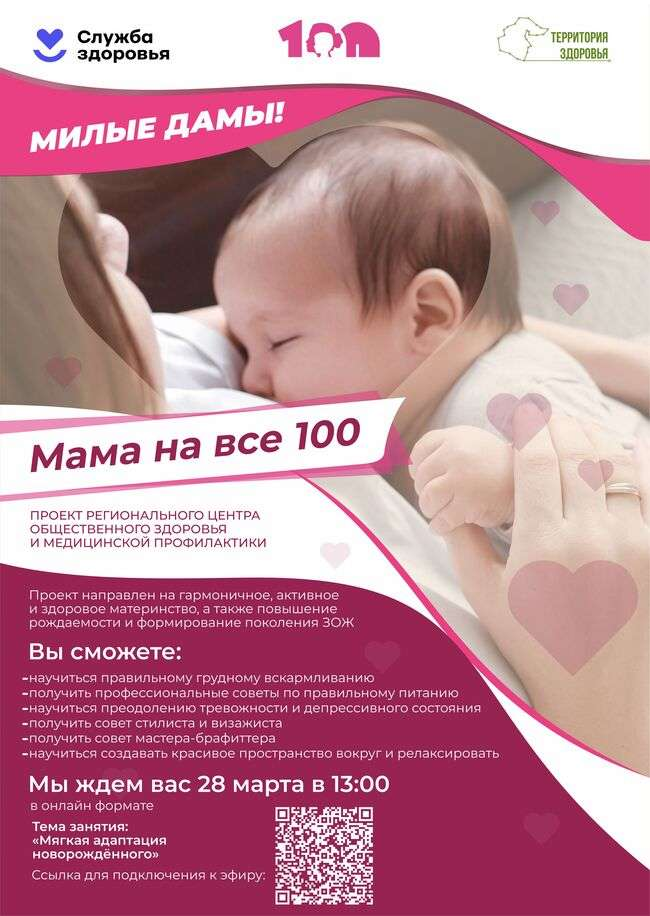 Служба
здоровья
100
ТЕРРИТОРИЯ
ЗДОРОВЬЯ
МИЛЫЕ ДАМЫ!
Мама на все 100
ПРОЕКТ РЕГИОНАЛЬНОГО ЦЕНТРА
ОБЩЕСТВЕННОГО ЗДОРОВЬЯ
И МЕДИЦИНСКОЙ ПРОФИЛАКТИКИ
Проект направлен на гармоничное, активное
и здоровое материнство, а также повышение
рождаемости и формирование поколения ЗОЖ
Вы сможете:
-научиться правильному грудному вскармливанию
-получить профессиональные советы по правильному питанию
-научиться преодолению тревожности и депрессивного состояния
-получить совет стилиста и визажиста
-получить совет мастера-брафиттера
-научиться создавать красивое пространство вокруг и релаксировать
Мы ждем вас 28 марта в 13:00
в онлайн формате
Тема занятия:
«Мягкая адаптация
новорождённого»
Ссылка для подключения к эфиру: